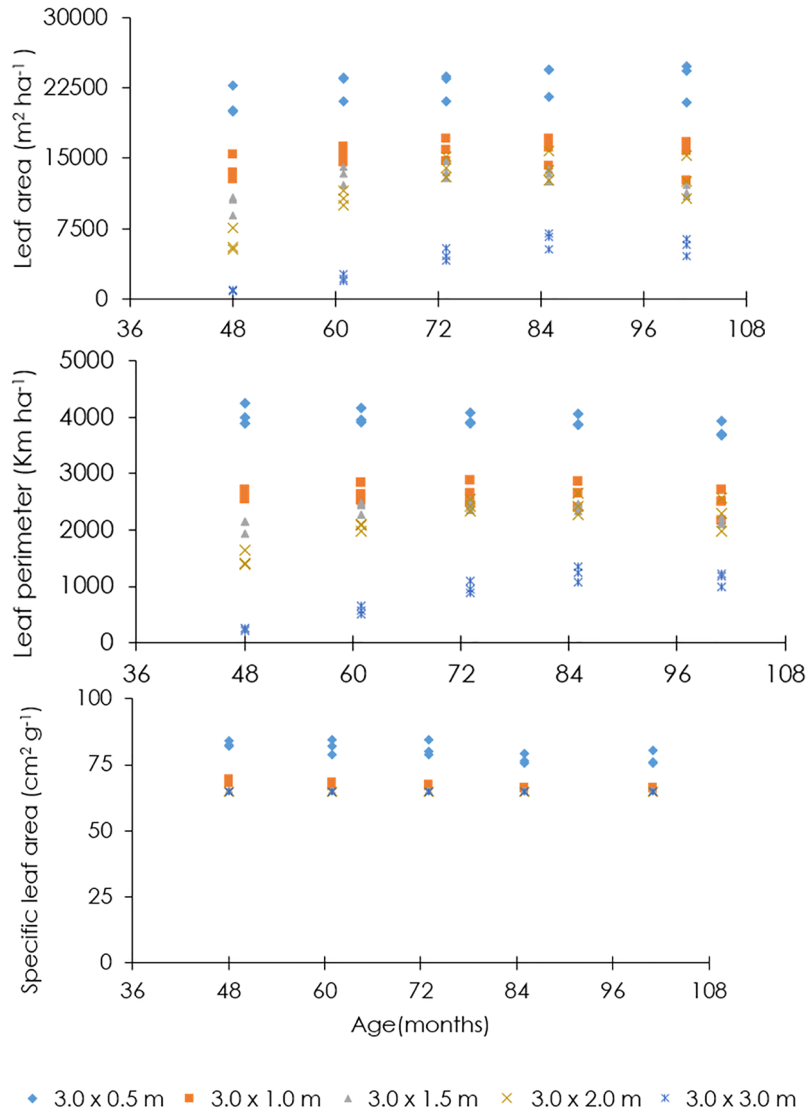 Leaf area (m² ha⁻¹)
30000
22500
15000
7500
0
36 48 60 72 84 96 108
Leaf perimeter (Km ha⁻¹)
5000
4000
3000
2000
1000
0
36 48 60 72 84 96 108
Specific leaf area (cm² g⁻¹)
100
75
50
25
0
36 48 60 72 84 96 108
Age(months)
3.0 x 0.5 m 3.0 x 1.0 m 3.0 x 1.5 m 3.0 x 2.0 m 3.0 x 3.0 m